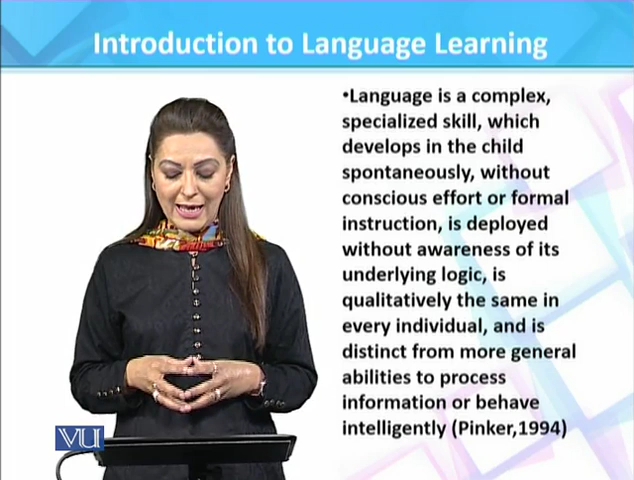 Introduction to Language Learning
•Language is a complex,
specialized skill, which
develops in the child
spontaneously, without
conscious effort or formal
instruction, is deployed
without awareness of its
underlying logic, is
qualitatively the same in
every individual, and is
distinct from more general
abilities to process
information or behave
intelligently (Pinker,1994)
VU